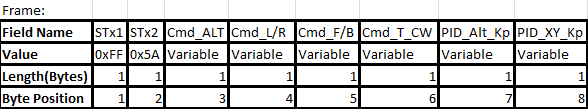 Frame:
Field Name STx1 STx2 Cmd_ALT Cmd_L/R Cmd_F/B Cmd_T_CW PID_Alt_Kp PID_XY_Kp
Value 0xFF 0x5A Variable Variable Variable Variable Variable Variable
Length(Bytes) 1 1 1 1 1 1 1 1
Byte Position 1 2 3 4 5 6 7 8